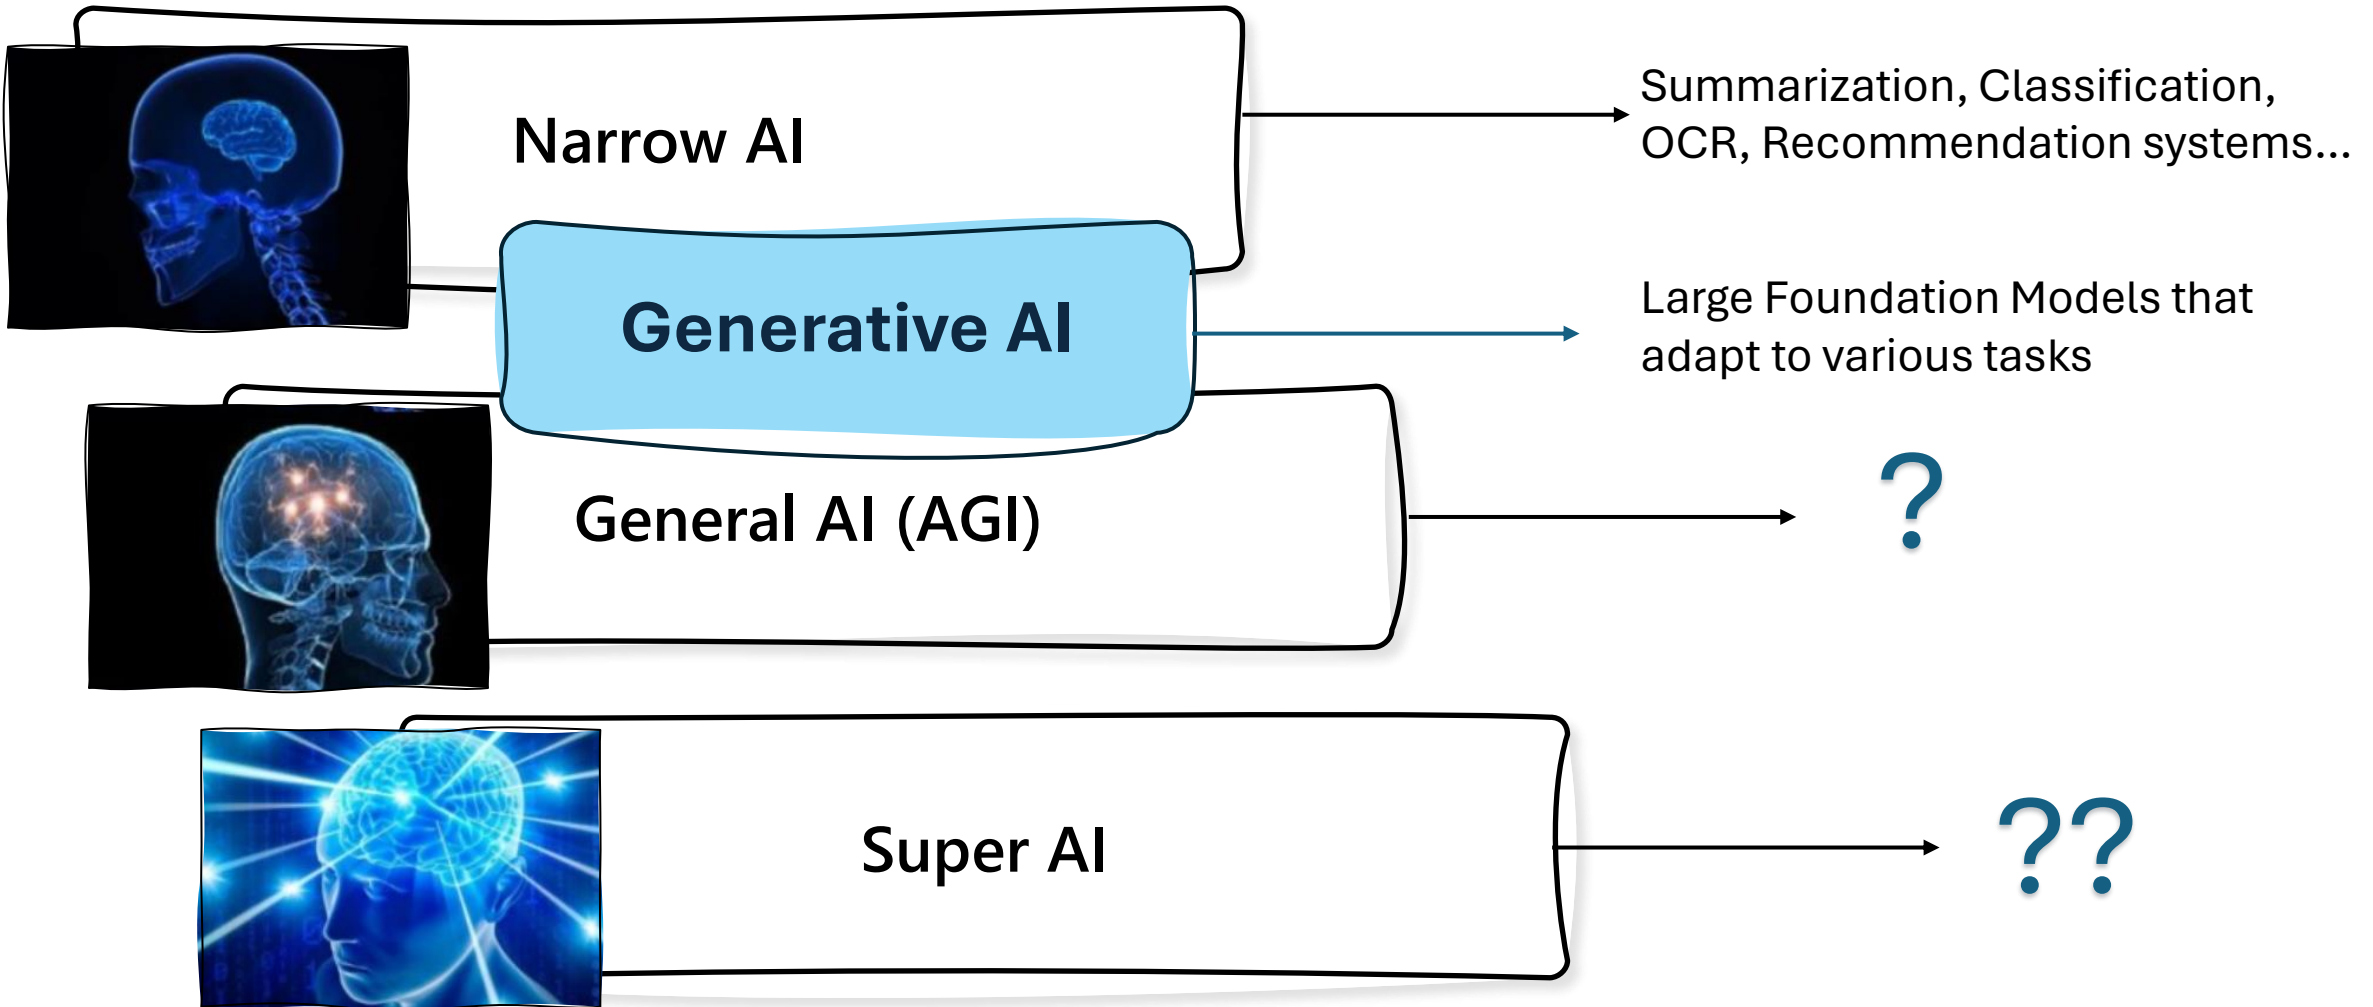 Narrow AI
Summarization, Classification,
OCR, Recommendation systems...
Generative AI
Large Foundation Models that
adapt to various tasks
General AI (AGI)
?
Super AI
??